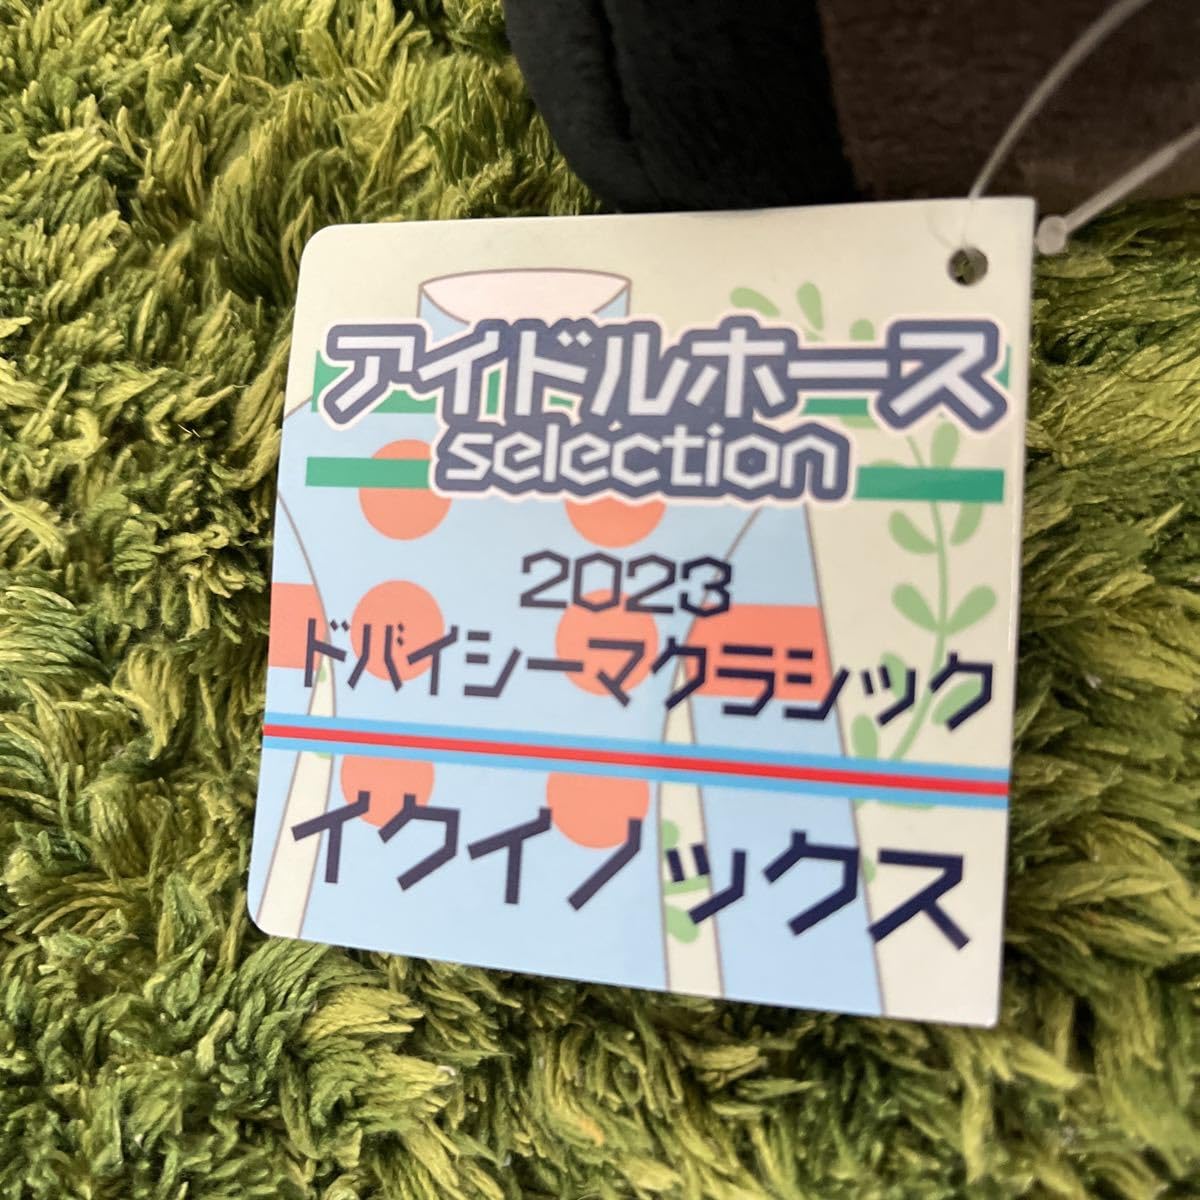 アイドルホース
selection
2023
ドバイシーマクラシック
イクイノックス